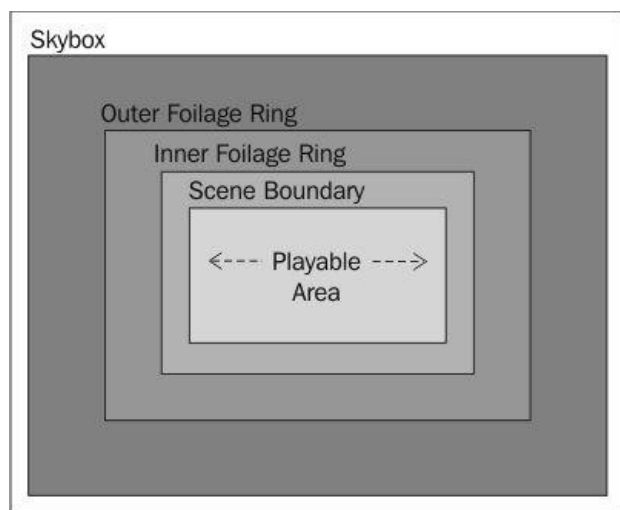 Skybox
Outer Foilage Ring
Inner Foilage Ring
Scene Boundary
Playable
Area